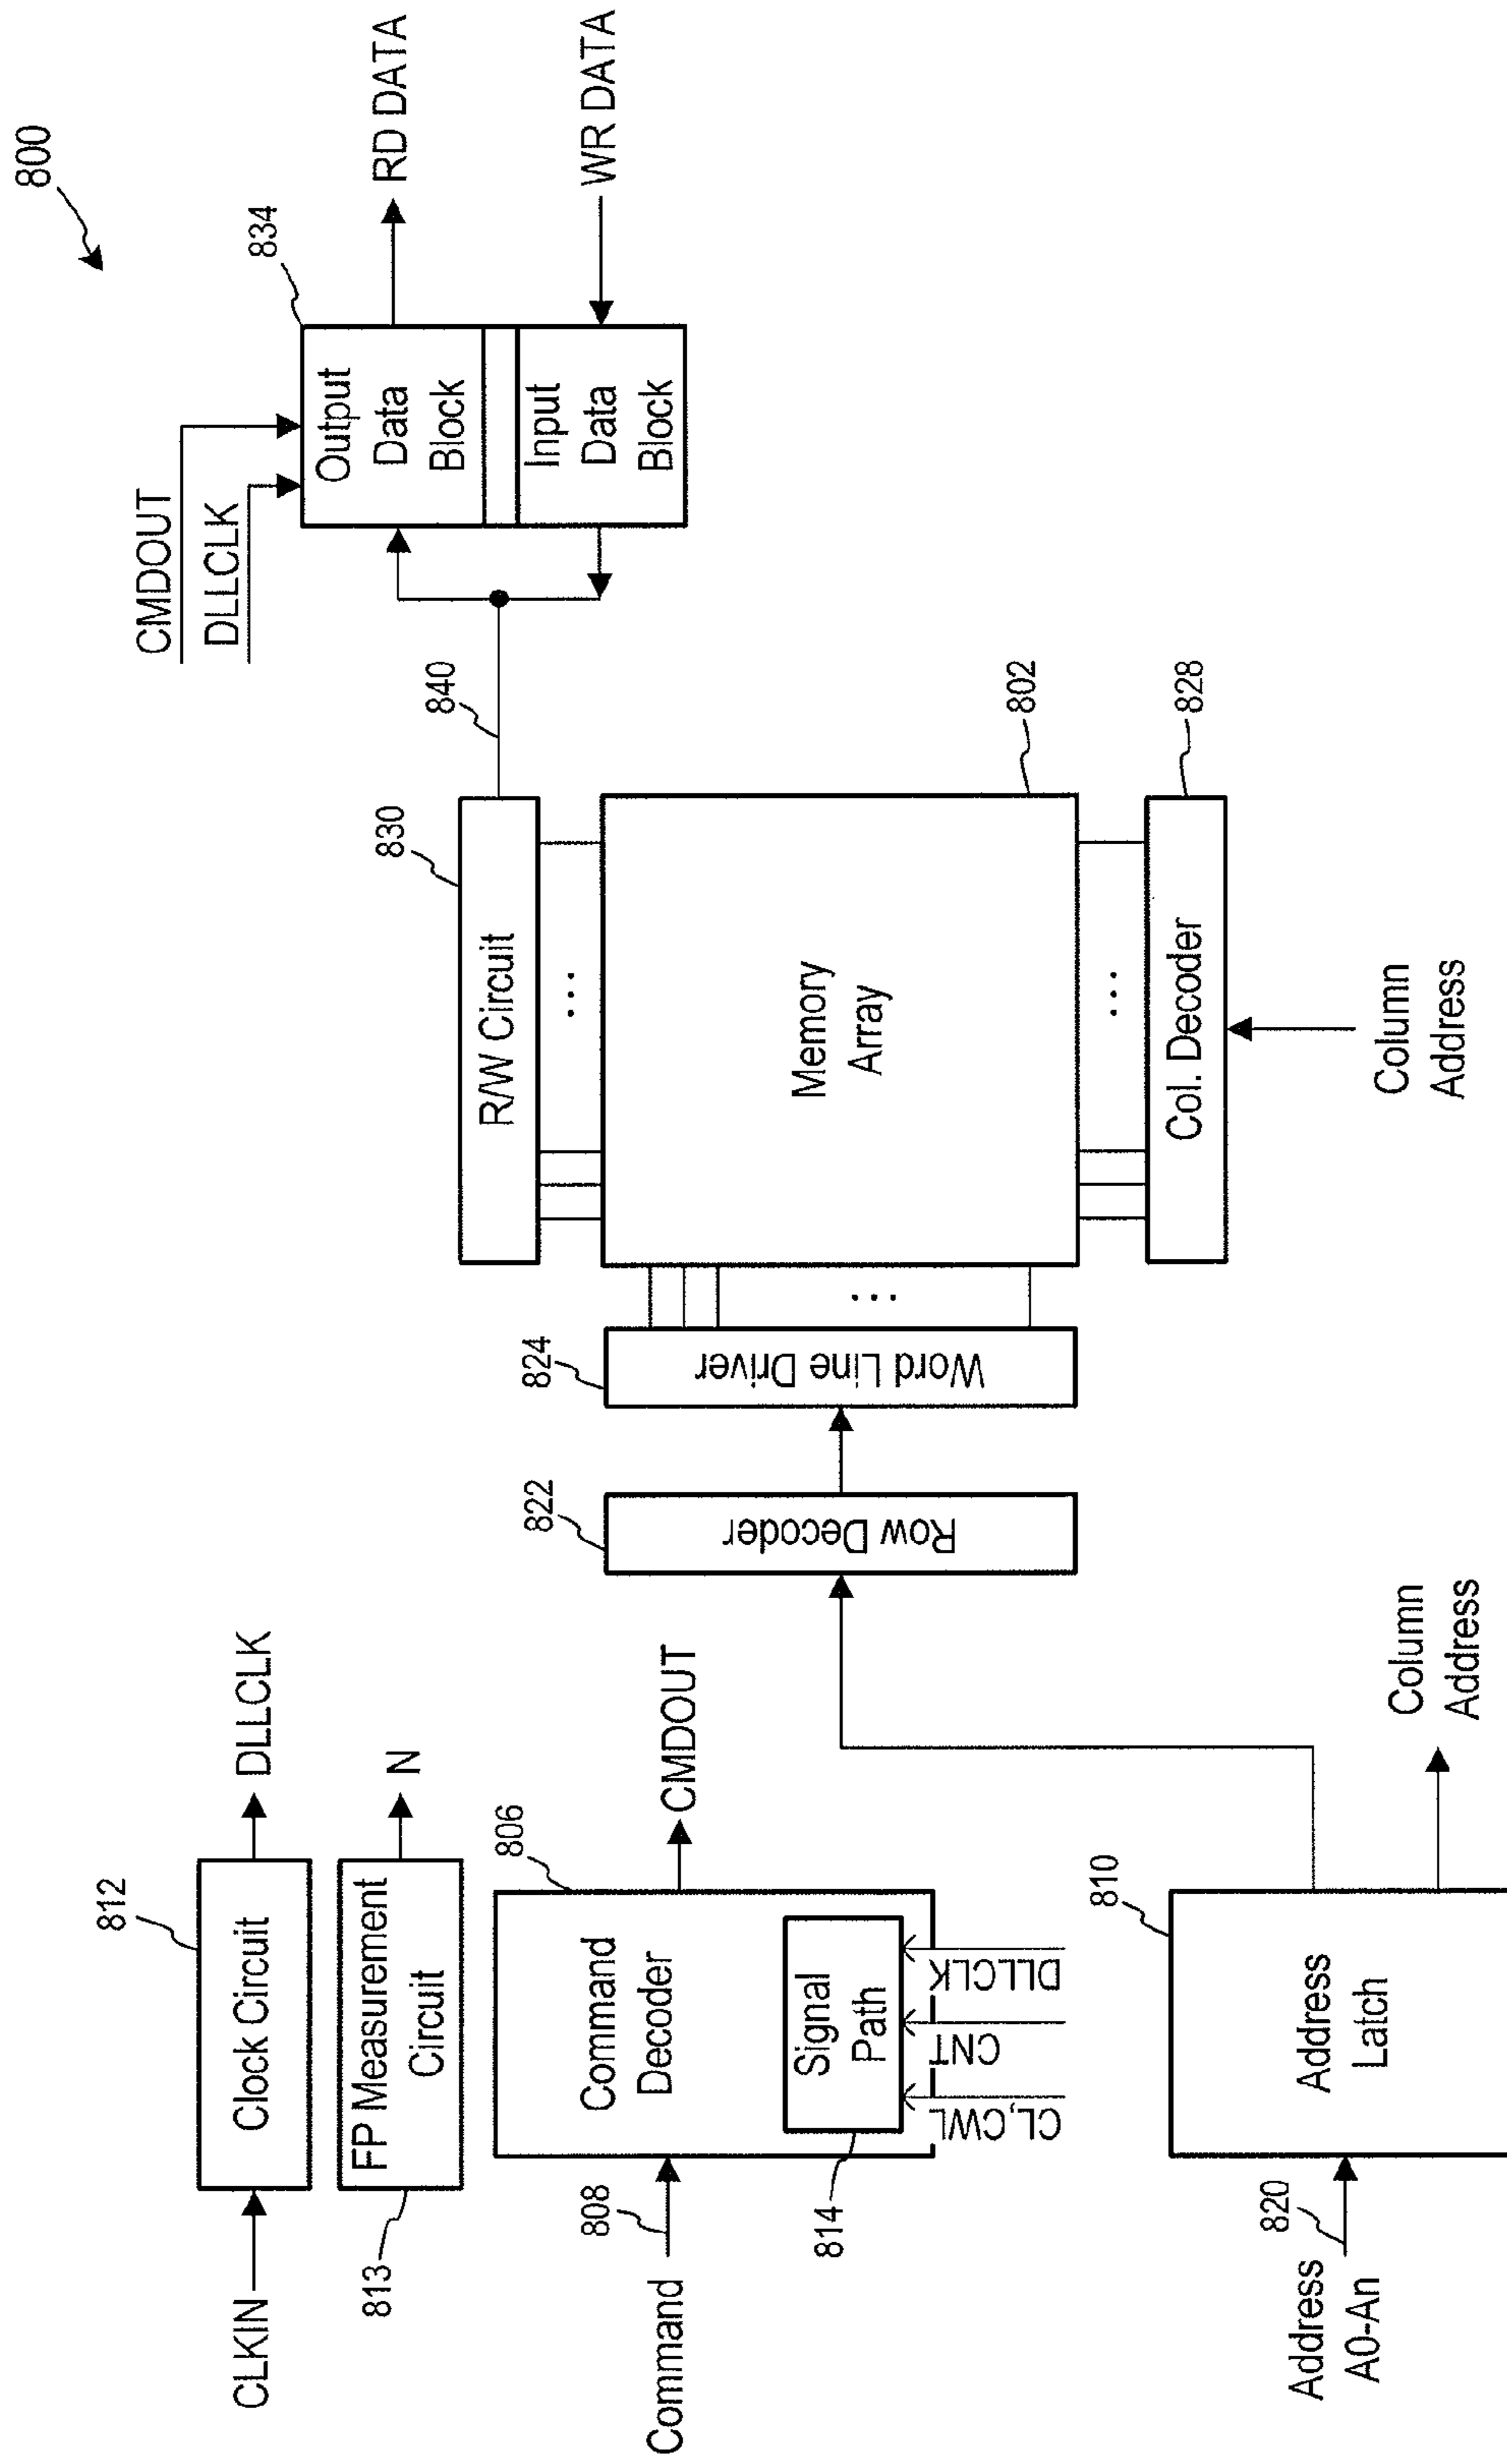 800
CLKIN
812
Clock Circuit
DLLCLK
813
FP Measurement
Circuit
N
Command
808
806
Command
Decoder
CMDOUT
814
Signal
Path
CL,CWL
CNT
DLLCLK
Address
A0-An
820
810
Address
Latch
Column
Address
822
Row Decoder
824
Word Line Driver
830
R/W Circuit
...
...
Memory
Array
802
...
Col. Decoder
828
Column
Address
840
CMDOUT
DLLCLK
834
Output
Data
Block
Input
Data
Block
RD DATA
WR DATA